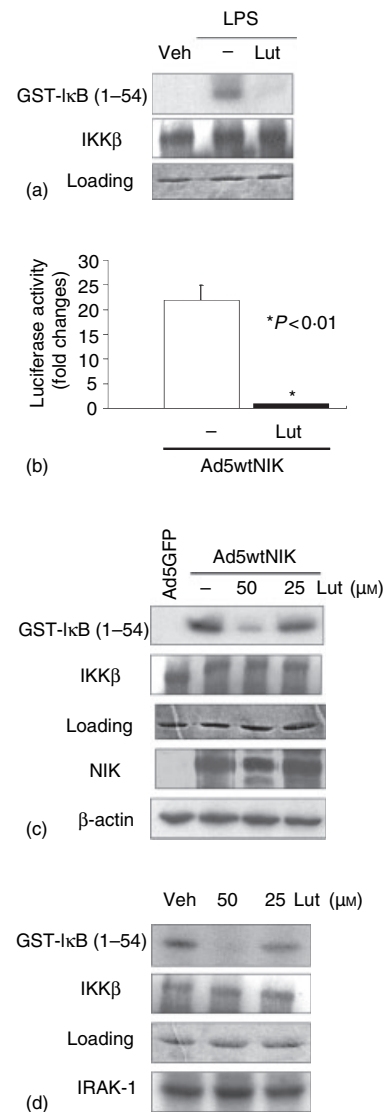 LPS
Veh – Lut
GST-IκB (1–54)
IKKβ
Loading
(a)
30
25
20
15
10
5
0
Luciferase activity
(fold changes)
*P<0·01
*
– Lut
Ad5wtNIK
(b)
Ad5GFP
Ad5wtNIK
– 50 25 Lut (μM)
GST-IκB (1–54)
IKKβ
Loading
NIK
β-actin
(c)
Veh 50 25 Lut (μM)
GST-IκB (1–54)
IKKβ
Loading
IRAK-1
(d)